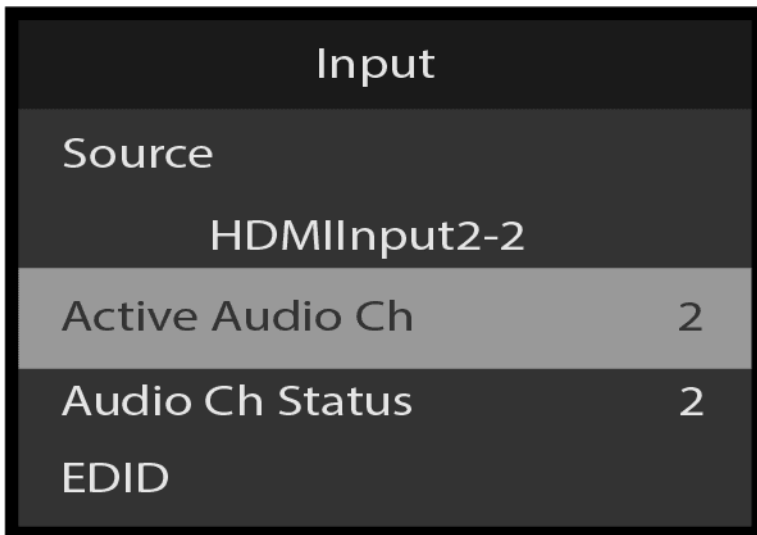 Input
Source
HDMIInput2-2
Active Audio Ch 2
Audio Ch Status 2
EDID